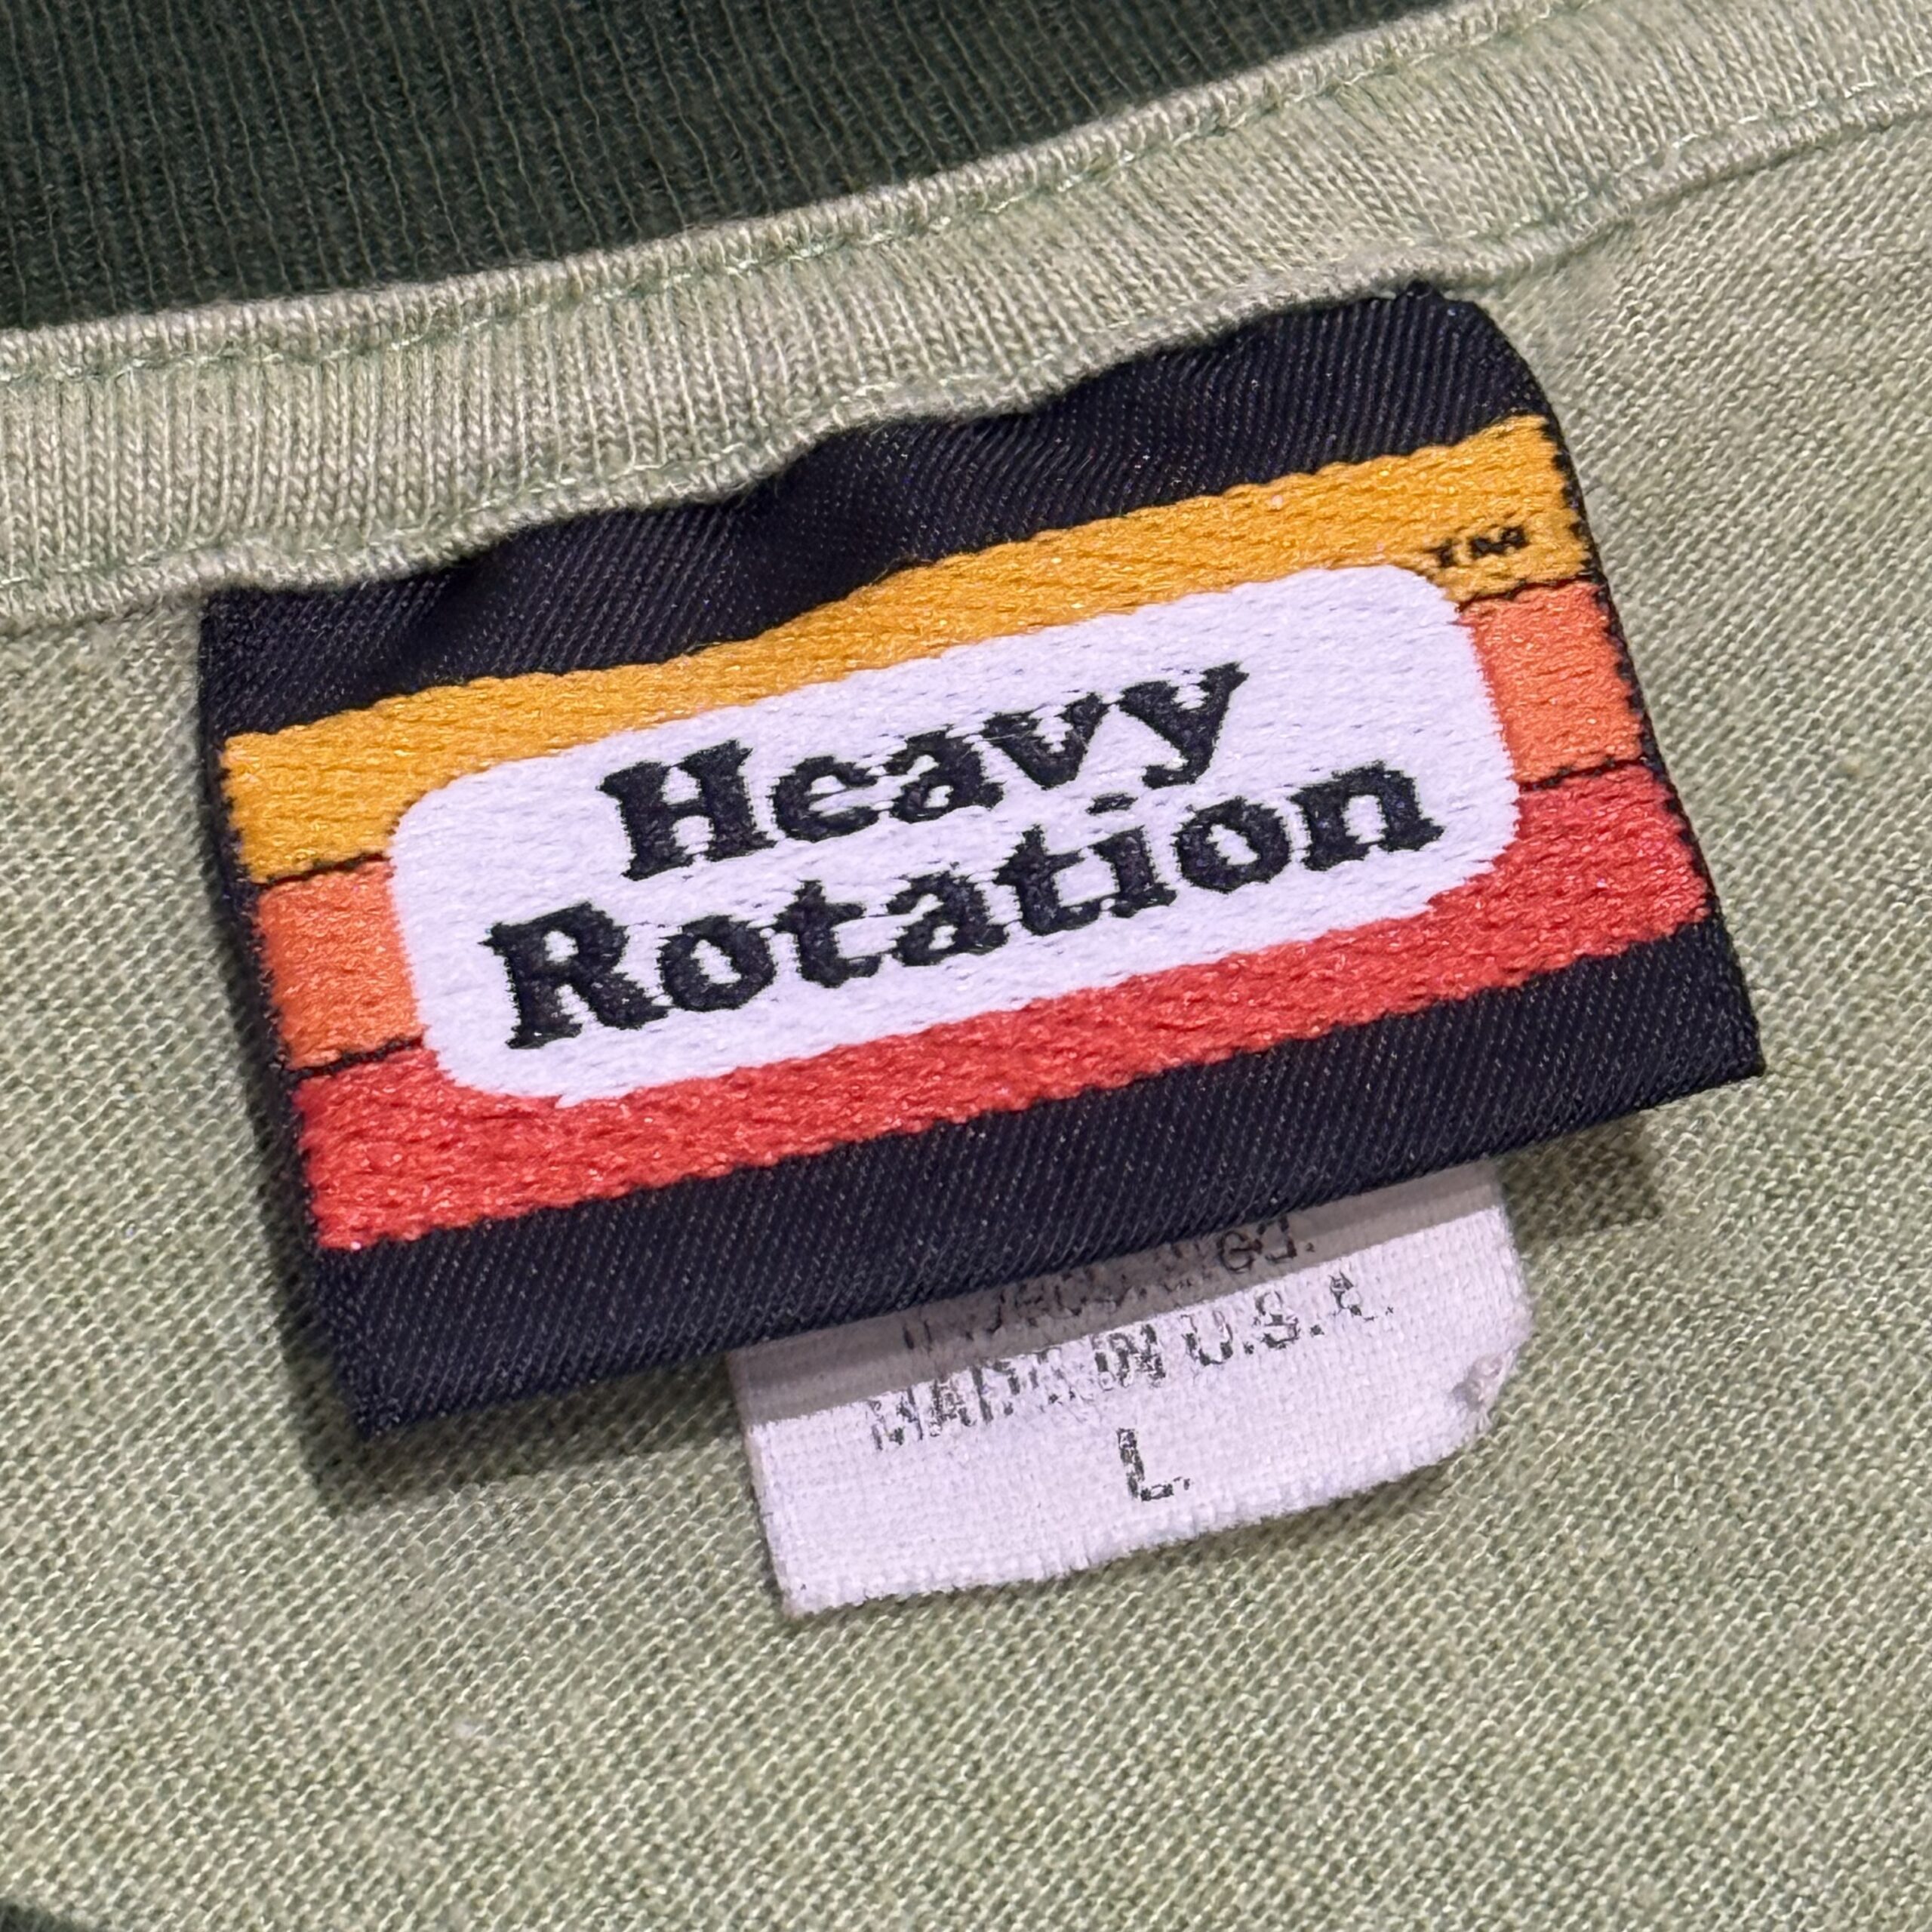 TM
Heavy
Rotation
MADE IN U.S.A.
L